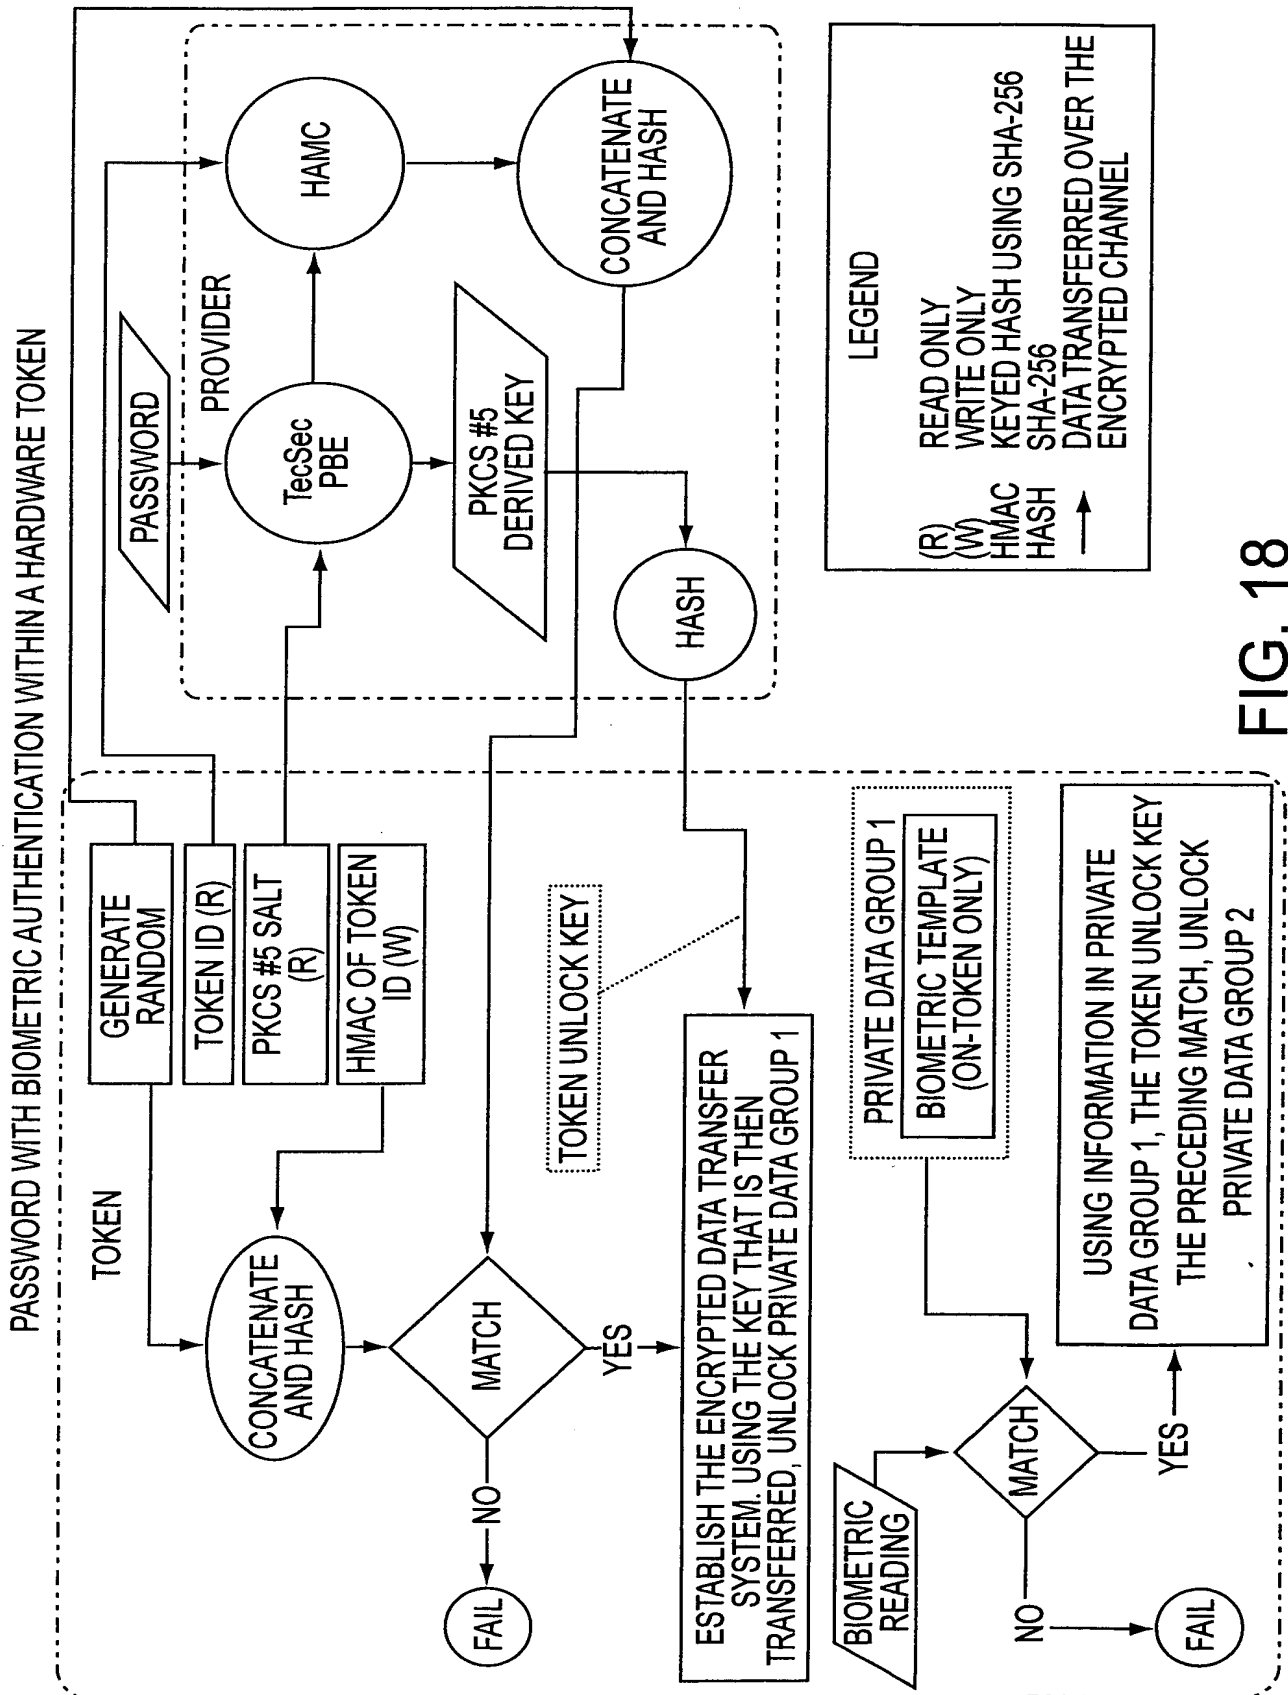 PASSWORD WITH BIOMETRIC AUTHENTICATION WITHIN A HARDWARE TOKEN
TOKEN
GENERATE
RANDOM
TOKEN ID (R)
PKCS #5 SALT
(R)
HMAC OF TOKEN
ID (W)
CONCATENATE
AND HASH
MATCH
NO
FAIL
YES
TOKEN UNLOCK KEY
ESTABLISH THE ENCRYPTED DATA TRANSFER
SYSTEM. USING THE KEY THAT IS THEN
TRANSFERRED, UNLOCK PRIVATE DATA GROUP 1
BIOMETRIC
READING
PRIVATE DATA GROUP 1
BIOMETRIC TEMPLATE
(ON-TOKEN ONLY)
MATCH
NO
FAIL
YES
USING INFORMATION IN PRIVATE
DATA GROUP 1, THE TOKEN UNLOCK KEY
THE PRECEDING MATCH, UNLOCK
PRIVATE DATA GROUP 2
PASSWORD
PROVIDER
TecSec
PBE
HAMC
PKCS #5
DERIVED KEY
CONCATENATE
AND HASH
HASH
LEGEND
(R) READ ONLY
(W) WRITE ONLY
HMAC KEYED HASH USING SHA-256
HASH SHA-256
DATA TRANSFERRED OVER THE
ENCRYPTED CHANNEL
FIG. 18